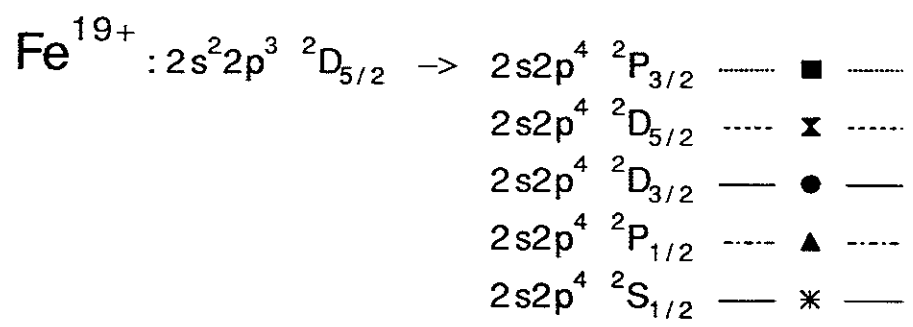 Fe¹⁹⁺ : 2s²2p³ ²D₅/₂ -> 2s2p⁴ ²P₃/₂
2s2p⁴ ²D₅/₂
2s2p⁴ ²D₃/₂
2s2p⁴ ²P₁/₂
2s2p⁴ ²S₁/₂